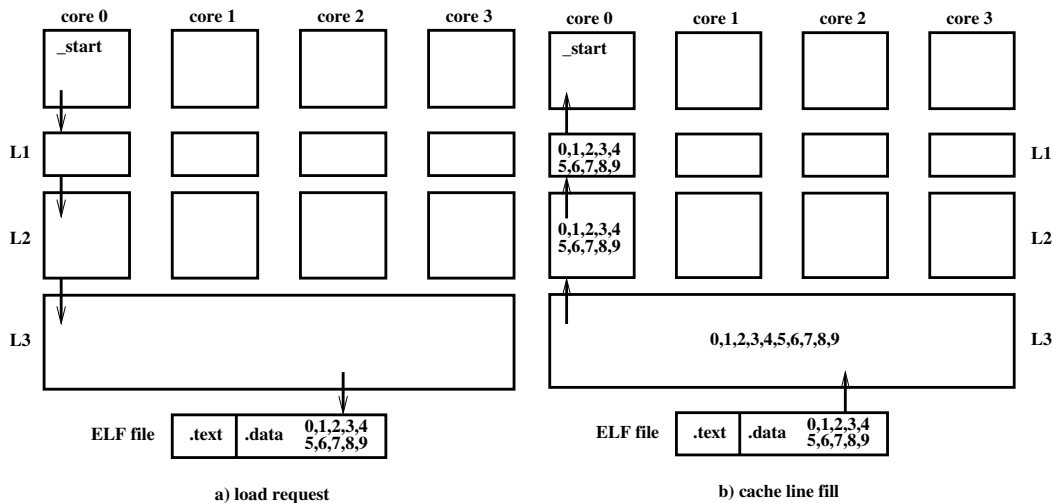 core 0 core 1 core 2 core 3 core 0 core 1 core 2 core 3
_start _start
L1 0,1,2,3,4 L1
5,6,7,8,9
L2 0,1,2,3,4 L2
5,6,7,8,9
L3 0,1,2,3,4,5,6,7,8,9 L3
ELF file .text .data 0,1,2,3,4 ELF file .text .data 0,1,2,3,4
5,6,7,8,9 5,6,7,8,9
a) load request b) cache line fill